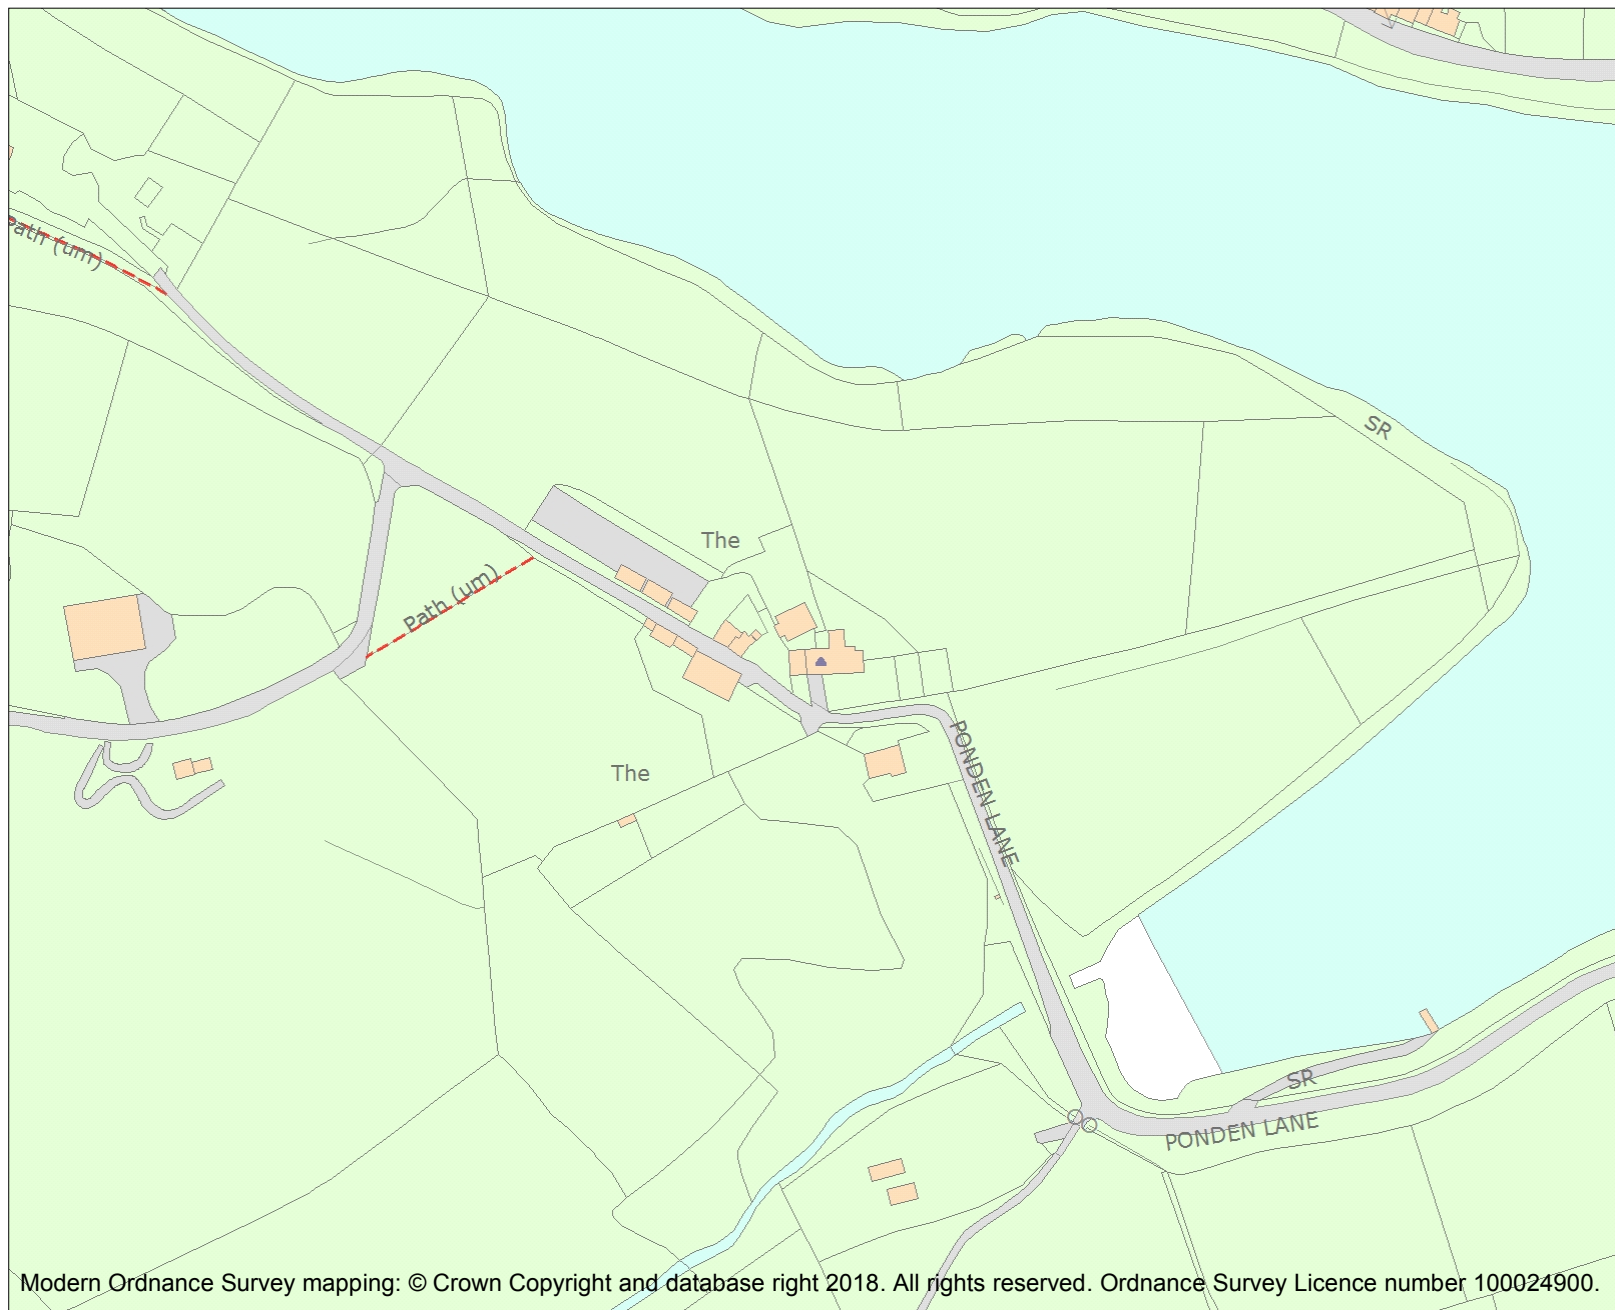 Path (um)
SR
The
Path (um)
PONDEN LANE
The
SR
PONDEN LANE
Modern Ordnance Survey mapping: © Crown Copyright and database right 2018. All rights reserved. Ordnance Survey Licence number 100024900.